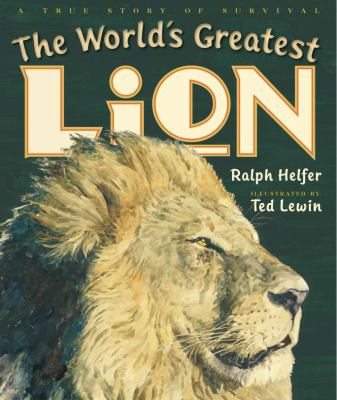 A TRUE STORY OF SURVIVAL
The World's Greatest
LION
Ralph Helfer
ILLUSTRATED BY
Ted Lewin